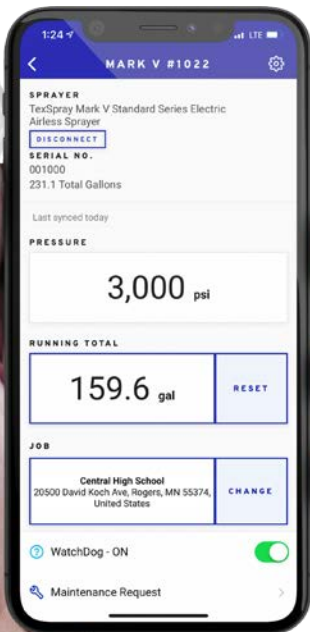 1:24
LTE
MARK V #1022
SPRAYER
TexSpray Mark V Standard Series Electric
Airless Sprayer
DISCONNECT
SERIAL NO.
001000
231.1 Total Gallons
Last synced today
PRESSURE
3,000 psi
RUNNING TOTAL
159.6 gal
RESET
JOB
Central High School
20500 David Koch Ave, Rogers, MN 55374,
United States
CHANGE
WatchDog - ON
Maintenance Request